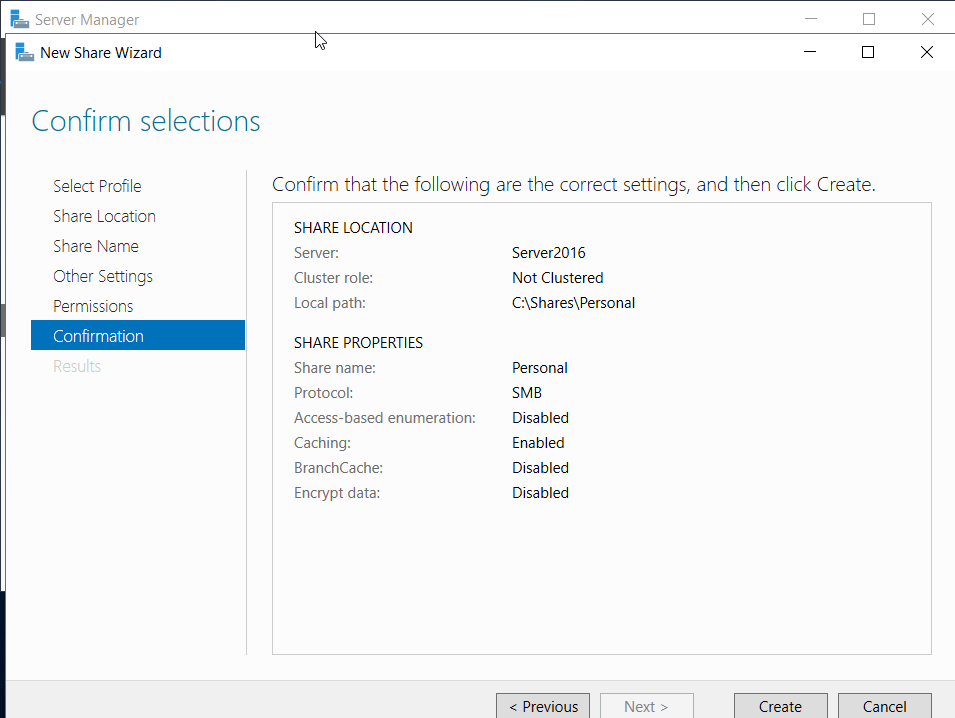 Server Manager
New Share Wizard
Confirm selections
Select Profile
Share Location
Share Name
Other Settings
Permissions
Confirmation
Results
Confirm that the following are the correct settings, and then click Create.
SHARE LOCATION
Server: Server2016
Cluster role: Not Clustered
Local path: C:\Shares\Personal
SHARE PROPERTIES
Share name: Personal
Protocol: SMB
Access-based enumeration: Disabled
Caching: Enabled
BranchCache: Disabled
Encrypt data: Disabled
< Previous Next > Create Cancel